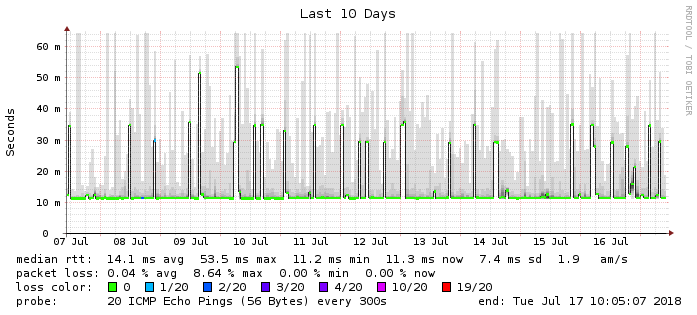 Last 10 Days
RRDTOOL / TOBI OETIKER
Seconds
60 m
50 m
40 m
30 m
20 m
10 m
0
07 Jul 08 Jul 09 Jul 10 Jul 11 Jul 12 Jul 13 Jul 14 Jul 15 Jul 16 Jul
median rtt: 14.1 ms avg 53.5 ms max 11.2 ms min 11.3 ms now 7.4 ms sd 1.9 am/s
packet loss: 0.04 % avg 8.64 % max 0.00 % min 0.00 % now
loss color: 0 1/20 2/20 3/20 4/20 10/20 19/20
probe: 20 ICMP Echo Pings (56 Bytes) every 300s end: Tue Jul 17 10:05:07 2018